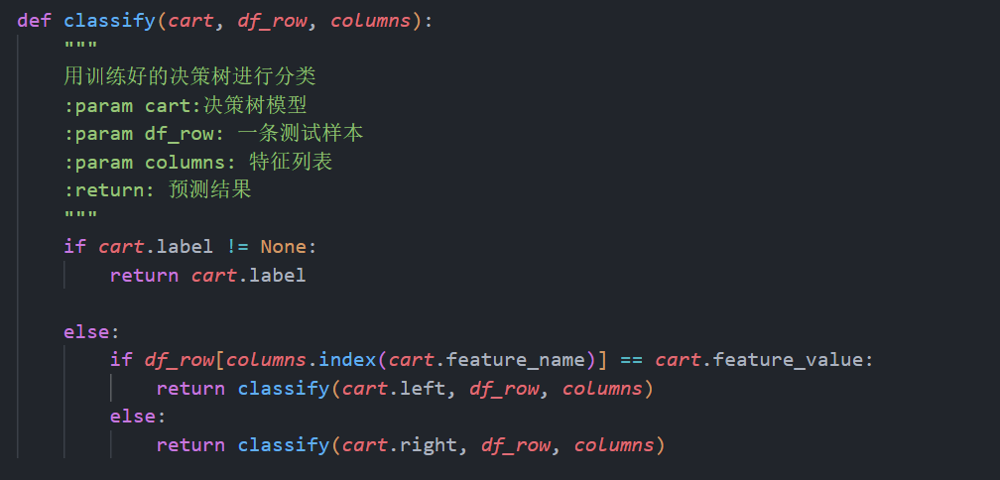 def classify(cart, df_row, columns):
    """
    用训练好的决策树进行分类
    :param cart:决策树模型
    :param df_row: 一条测试样本
    :param columns: 特征列表
    :return: 预测结果
    """
    if cart.label != None:
        return cart.label
    else:
        if df_row[columns.index(cart.feature_name)] == cart.feature_value:
            return classify(cart.left, df_row, columns)
        else:
            return classify(cart.right, df_row, columns)